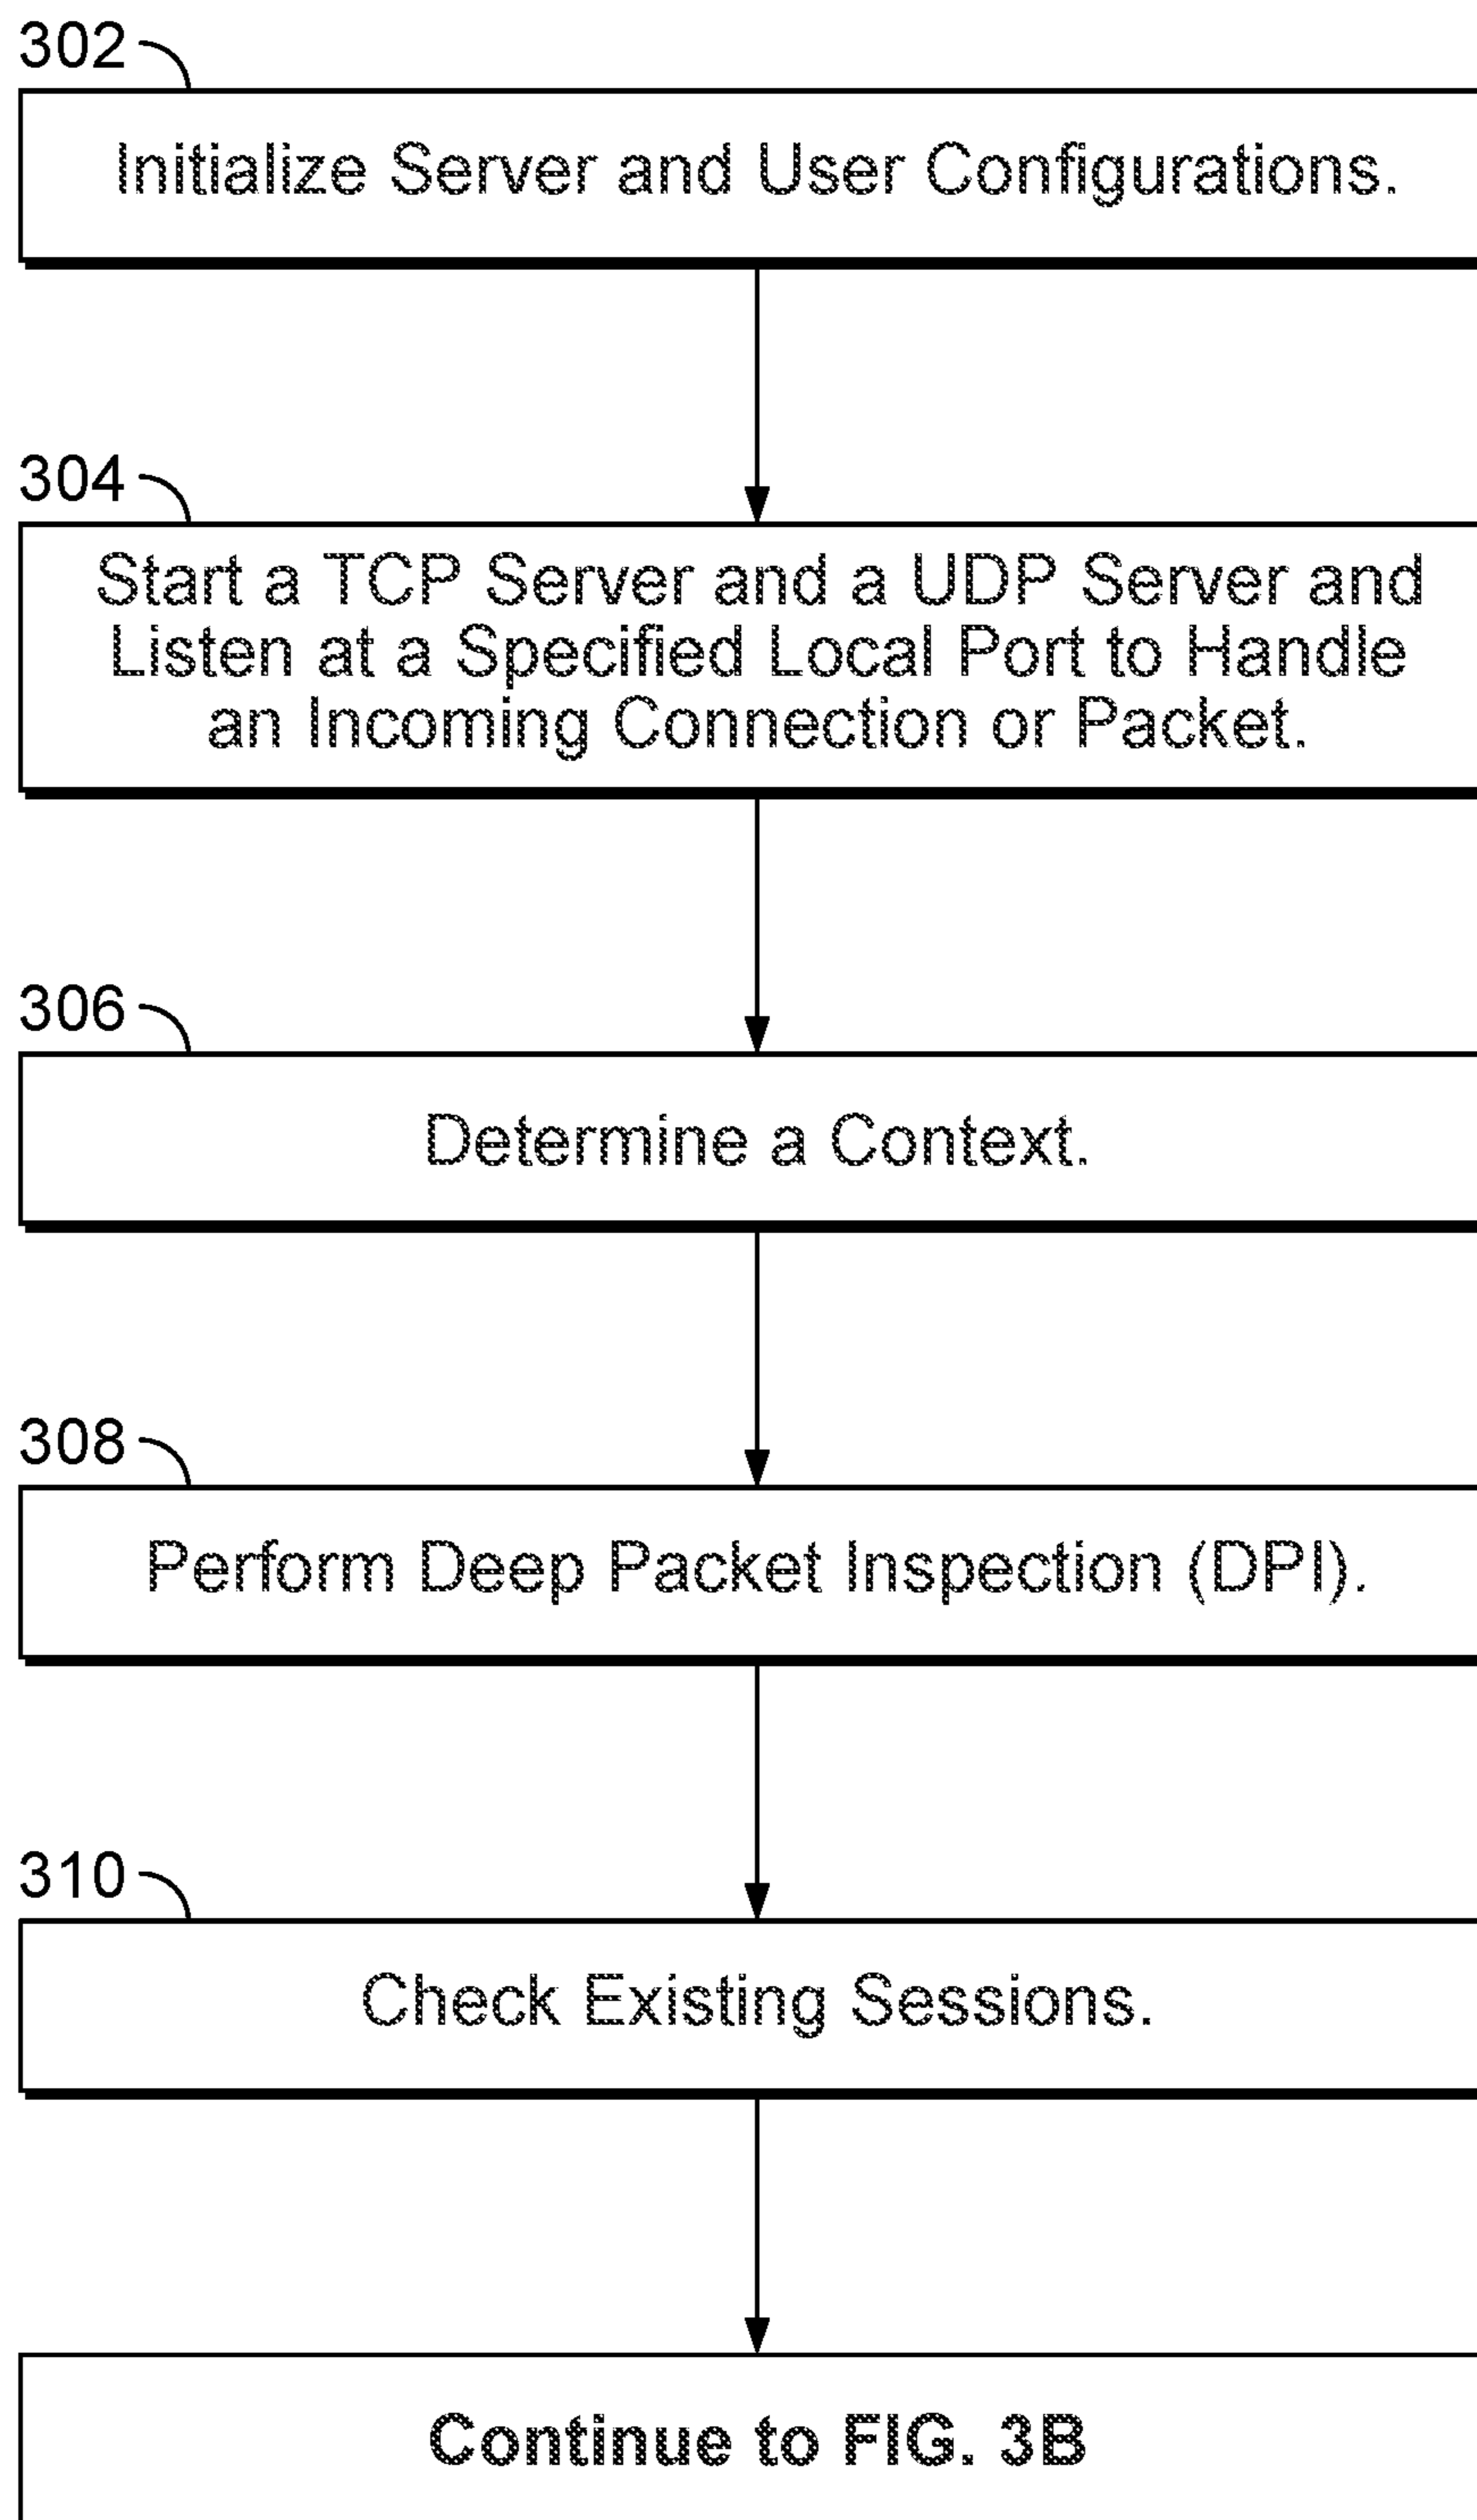 302
Initialize Server and User Configurations.
304
Start a TCP Server and a UDP Server and
Listen at a Specified Local Port to Handle
an Incoming Connection or Packet.
306
Determine a Context.
308
Perform Deep Packet Inspection (DPI).
310
Check Existing Sessions.
Continue to FIG. 3B